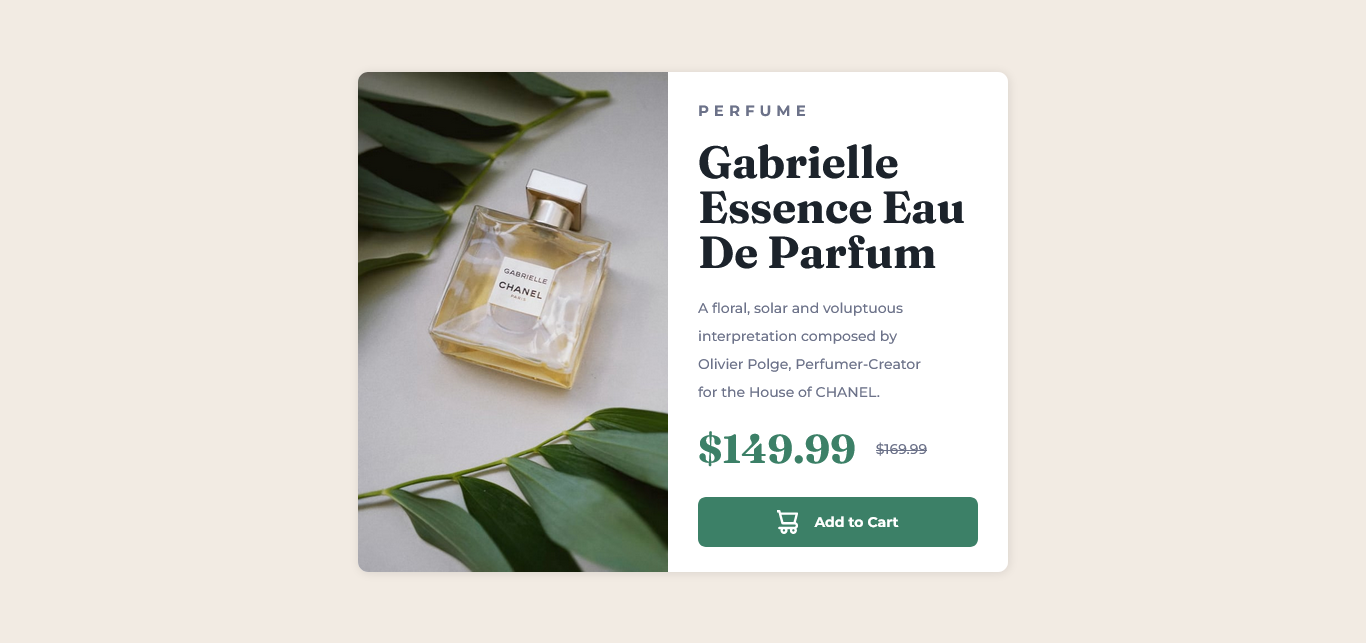 PERFUME
Gabrielle
Essence Eau
De Parfum
GABRIELLE
CHANEL
PARIS
A floral, solar and voluptuous
interpretation composed by
Olivier Polge, Perfumer-Creator
for the House of CHANEL.
$149.99 $169.99
Add to Cart